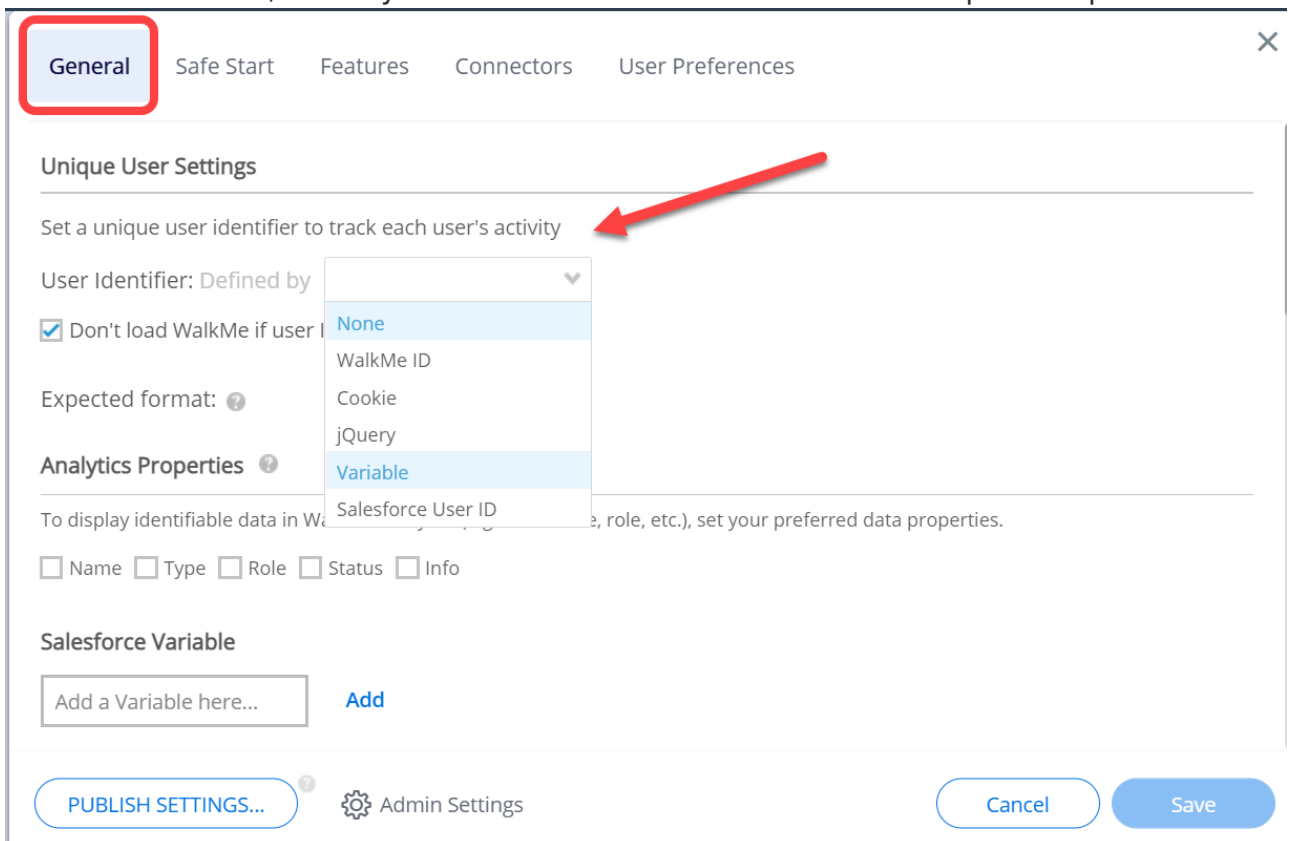 General Safe Start Features Connectors User Preferences
Unique User Settings
Set a unique user identifier to track each user's activity
User Identifier: Defined by
Don't load WalkMe if user
None
WalkMe ID
Expected format:
Cookie
jQuery
Analytics Properties
Variable
Salesforce User ID
To display identifiable data in role, etc.), set your preferred data properties.
Name Type Role Status Info
Salesforce Variable
Add a Variable here... Add
PUBLISH SETTINGS... Admin Settings Cancel Save